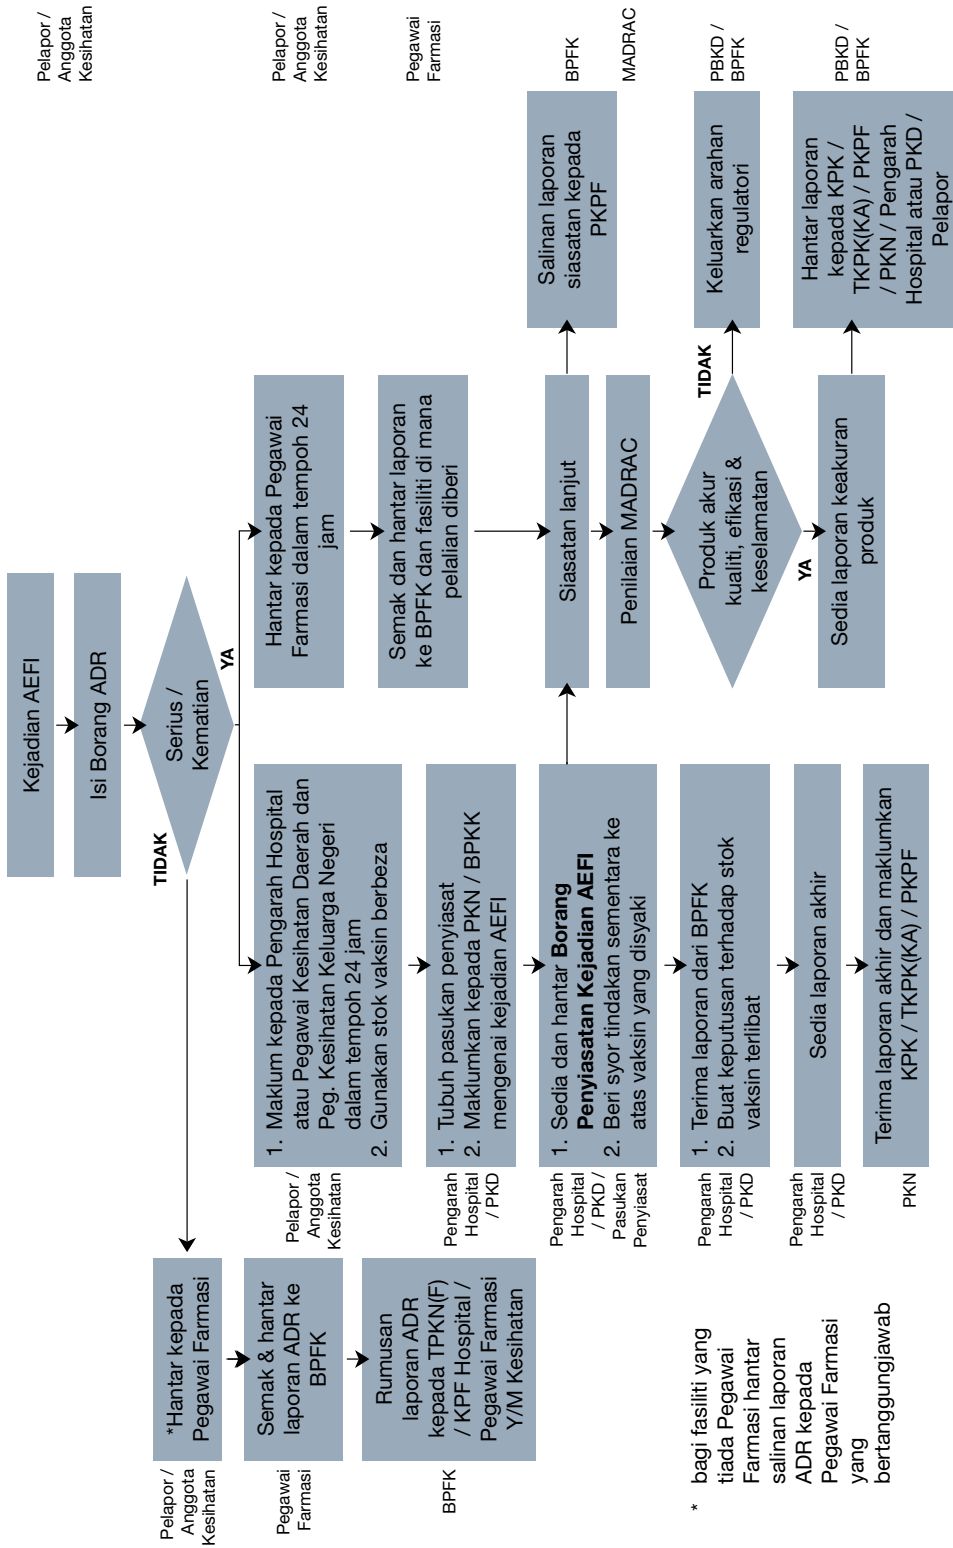 Kejadian AEFI
Pelapor /
Anggota
Kesihatan
Isi Borang ADR
Serius /
Kematian
TIDAK
YA
Pelapor /
Anggota
Kesihatan
*Hantar kepada
Pegawai Farmasi
Pegawai
Farmasi
Semak & hantar
laporan ADR ke
BPFK
BPFK
Rumusan
laporan ADR
kepada TPKN(F)
/ KPF Hospital /
Pegawai Farmasi
Y/M Kesihatan
* bagi fasiliti yang
tiada Pegawai
Farmasi hantar
salinan laporan
ADR kepada
Pegawai Farmasi
yang
bertanggungjawab
Pelapor /
Anggota
Kesihatan
1. Maklum kepada Pengarah Hospital
atau Pegawai Kesihatan Daerah dan
Peg. Kesihatan Keluarga Negeri
dalam tempoh 24 jam
2. Gunakan stok vaksin berbeza
Pengarah
Hospital
/ PKD
1. Tubuh pasukan penyiasat
2. Maklumkan kepada PKN / BPKK
mengenai kejadian AEFI
Pengarah
Hospital
/ PKD /
Pasukan
Penyiasat
1. Sedia dan hantar Borang
Penyiasatan Kejadian AEFI
2. Beri syor tindakan sementara ke
atas vaksin yang disyaki
Pengarah
Hospital
/ PKD
1. Terima laporan dari BPFK
2. Buat keputusan terhadap stok
vaksin terlibat
Pengarah
Hospital
/ PKD
Sedia laporan akhir
PKN
Terima laporan akhir dan maklumkan
KPK / TKPK(KA) / PKPF
Hantar kepada Pegawai
Farmasi dalam tempoh 24
jam
Pelapor /
Anggota
Kesihatan
Semak dan hantar laporan
ke BPFK dan fasiliti di mana
pelalian diberi
Pegawai
Farmasi
Siasatan lanjut
Salinan laporan
siasatan kepada
PKPF
BPFK
Penilaian MADRAC
MADRAC
Produk akur
kualiti, efikasi &
keselamatan
TIDAK
Keluarkan arahan
regulatori
PBKD /
BPFK
YA
Sedia laporan keakuran
produk
Hantar laporan
kepada KPK /
TKPK(KA) / PKPF
/ PKN / Pengarah
Hospital atau PKD /
Pelapor
PBKD /
BPFK